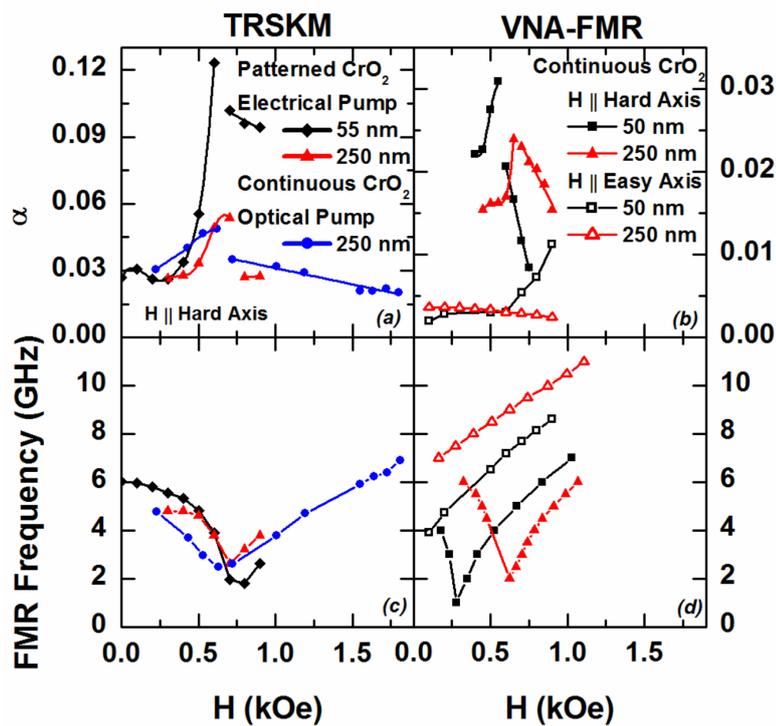 TRSKM
VNA-FMR
0.12
0.09
0.06
0.03
0.00
α
Patterned CrO2
Electrical Pump
55 nm
250 nm
Continuous CrO2
Optical Pump
250 nm
H || Hard Axis
(a)
Continuous CrO2
H || Hard Axis
50 nm
250 nm
H || Easy Axis
50 nm
250 nm
(b)
0.03
0.02
0.01
0.00
FMR Frequency (GHz)
10
8
6
4
2
0
(c)
(d)
10
8
6
4
2
0
0.0 0.5 1.0 1.5 0.0 0.5 1.0 1.5
H (kOe)
H (kOe)